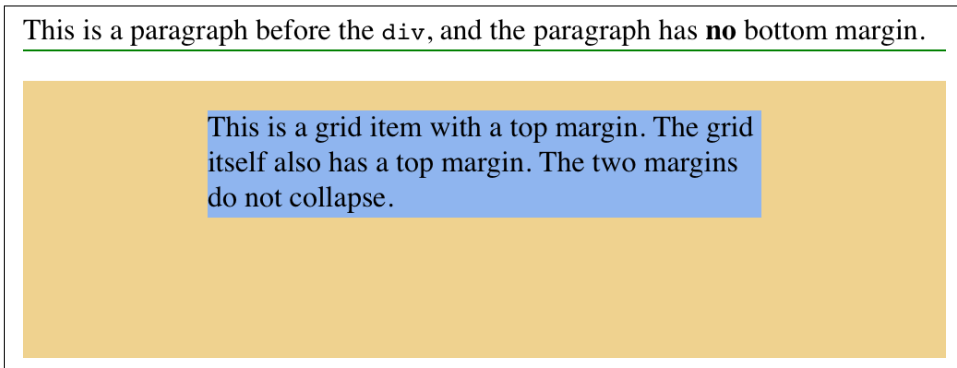 This is a paragraph before the div, and the paragraph has no bottom margin.
This is a grid item with a top margin. The grid
itself also has a top margin. The two margins
do not collapse.